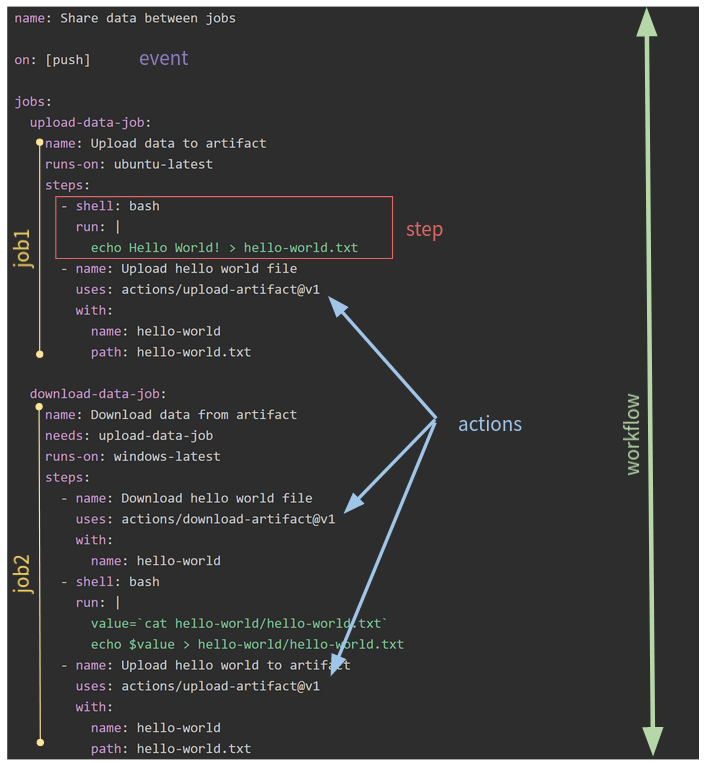 name: Share data between jobs
on: [push] event
jobs:
upload-data-job:
name: Upload data to artifact
runs-on: ubuntu-latest
steps:
- shell: bash
run: |
echo Hello World! > hello-world.txt
step
job1
- name: Upload hello world file
uses: actions/upload-artifact@v1
with:
name: hello-world
path: hello-world.txt
download-data-job:
name: Download data from artifact
needs: upload-data-job
runs-on: windows-latest
steps:
actions
workflow
- name: Download hello world file
uses: actions/download-artifact@v1
with:
name: hello-world
job2
- shell: bash
run: |
value=`cat hello-world/hello-world.txt`
echo $value > hello-world/hello-world.txt
- name: Upload hello world to artifact
uses: actions/upload-artifact@v1
with:
name: hello-world
path: hello-world.txt